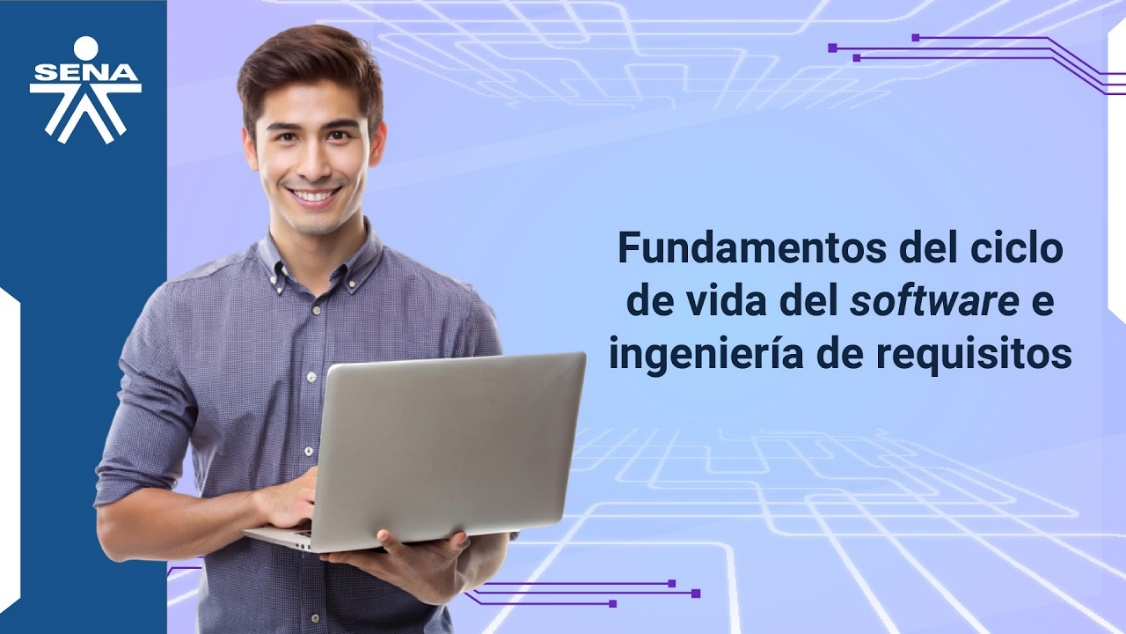 SENA
Fundamentos del ciclo
de vida del software e
ingeniería de requisitos